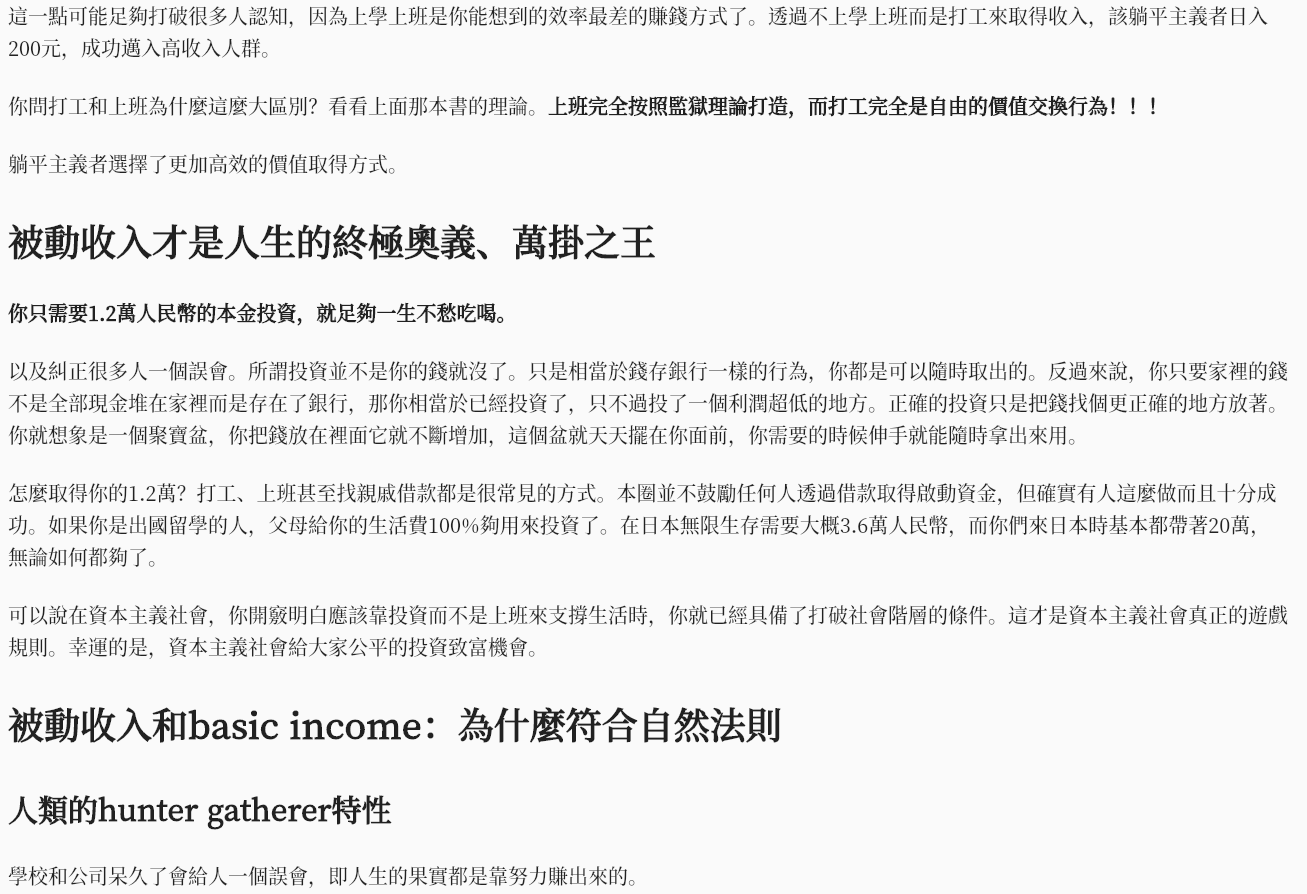 這一點可能足夠打破很多人認知，因為上學上班是你能想到的效率最差的賺錢方式了。透過不上學上班而是打工來取得收入，該躺平主義者日入
200元，成功邁入高收入人群。
你問打工和上班為什麼這麼大區別？看看上面那本書的理論。上班完全按照監獄理論打造，而打工完全是自由的價值交換行為！！！
躺平主義者選擇了更加高效的價值取得方式。
被動收入才是人生的終極奧義、萬掛之王
你只需要1.2萬人民幣的本金投資，就足夠一生不愁吃喝。
以及糾正很多人一個誤會。所謂投資並不是你的錢就沒了。只是相當於錢存銀行一樣的行為，你都是可以隨時取出的。反過來說，你只要家裡的錢
不是全部現金堆在家裡而是存在了銀行，那你相當於已經投資了，只不過投了一個利潤超低的地方。正確的投資只是把錢找個更正確的地方放著。
你就想象是一個聚寶盆，你把錢放在裡面它就不斷增加，這個盆就天天擺在你面前，你需要的時候伸手就能隨時拿出來用。
怎麼取得你的1.2萬？打工、上班甚至找親戚借款都是很常見的方式。本圈並不鼓勵任何人透過借款取得啟動資金，但確實有人這麼做而且十分成
功。如果你是出國留學的人，父母給你的生活費100%夠用來投資了。在日本無限生存需要大概3.6萬人民幣，而你們來日本時基本都帶著20萬，
無論如何都夠了。
可以說在資本主義社會，你開竅明白應該靠投資而不是上班來支撐生活時，你就已經具備了打破社會階層的條件。這才是資本主義社會真正的遊戲
規則。幸運的是，資本主義社會給大家公平的投資致富機會。
被動收入和basic income：為什麼符合自然法則
人類的hunter gatherer特性
學校和公司呆久了會給人一個誤會，即人生的果實都是靠努力賺出來的。